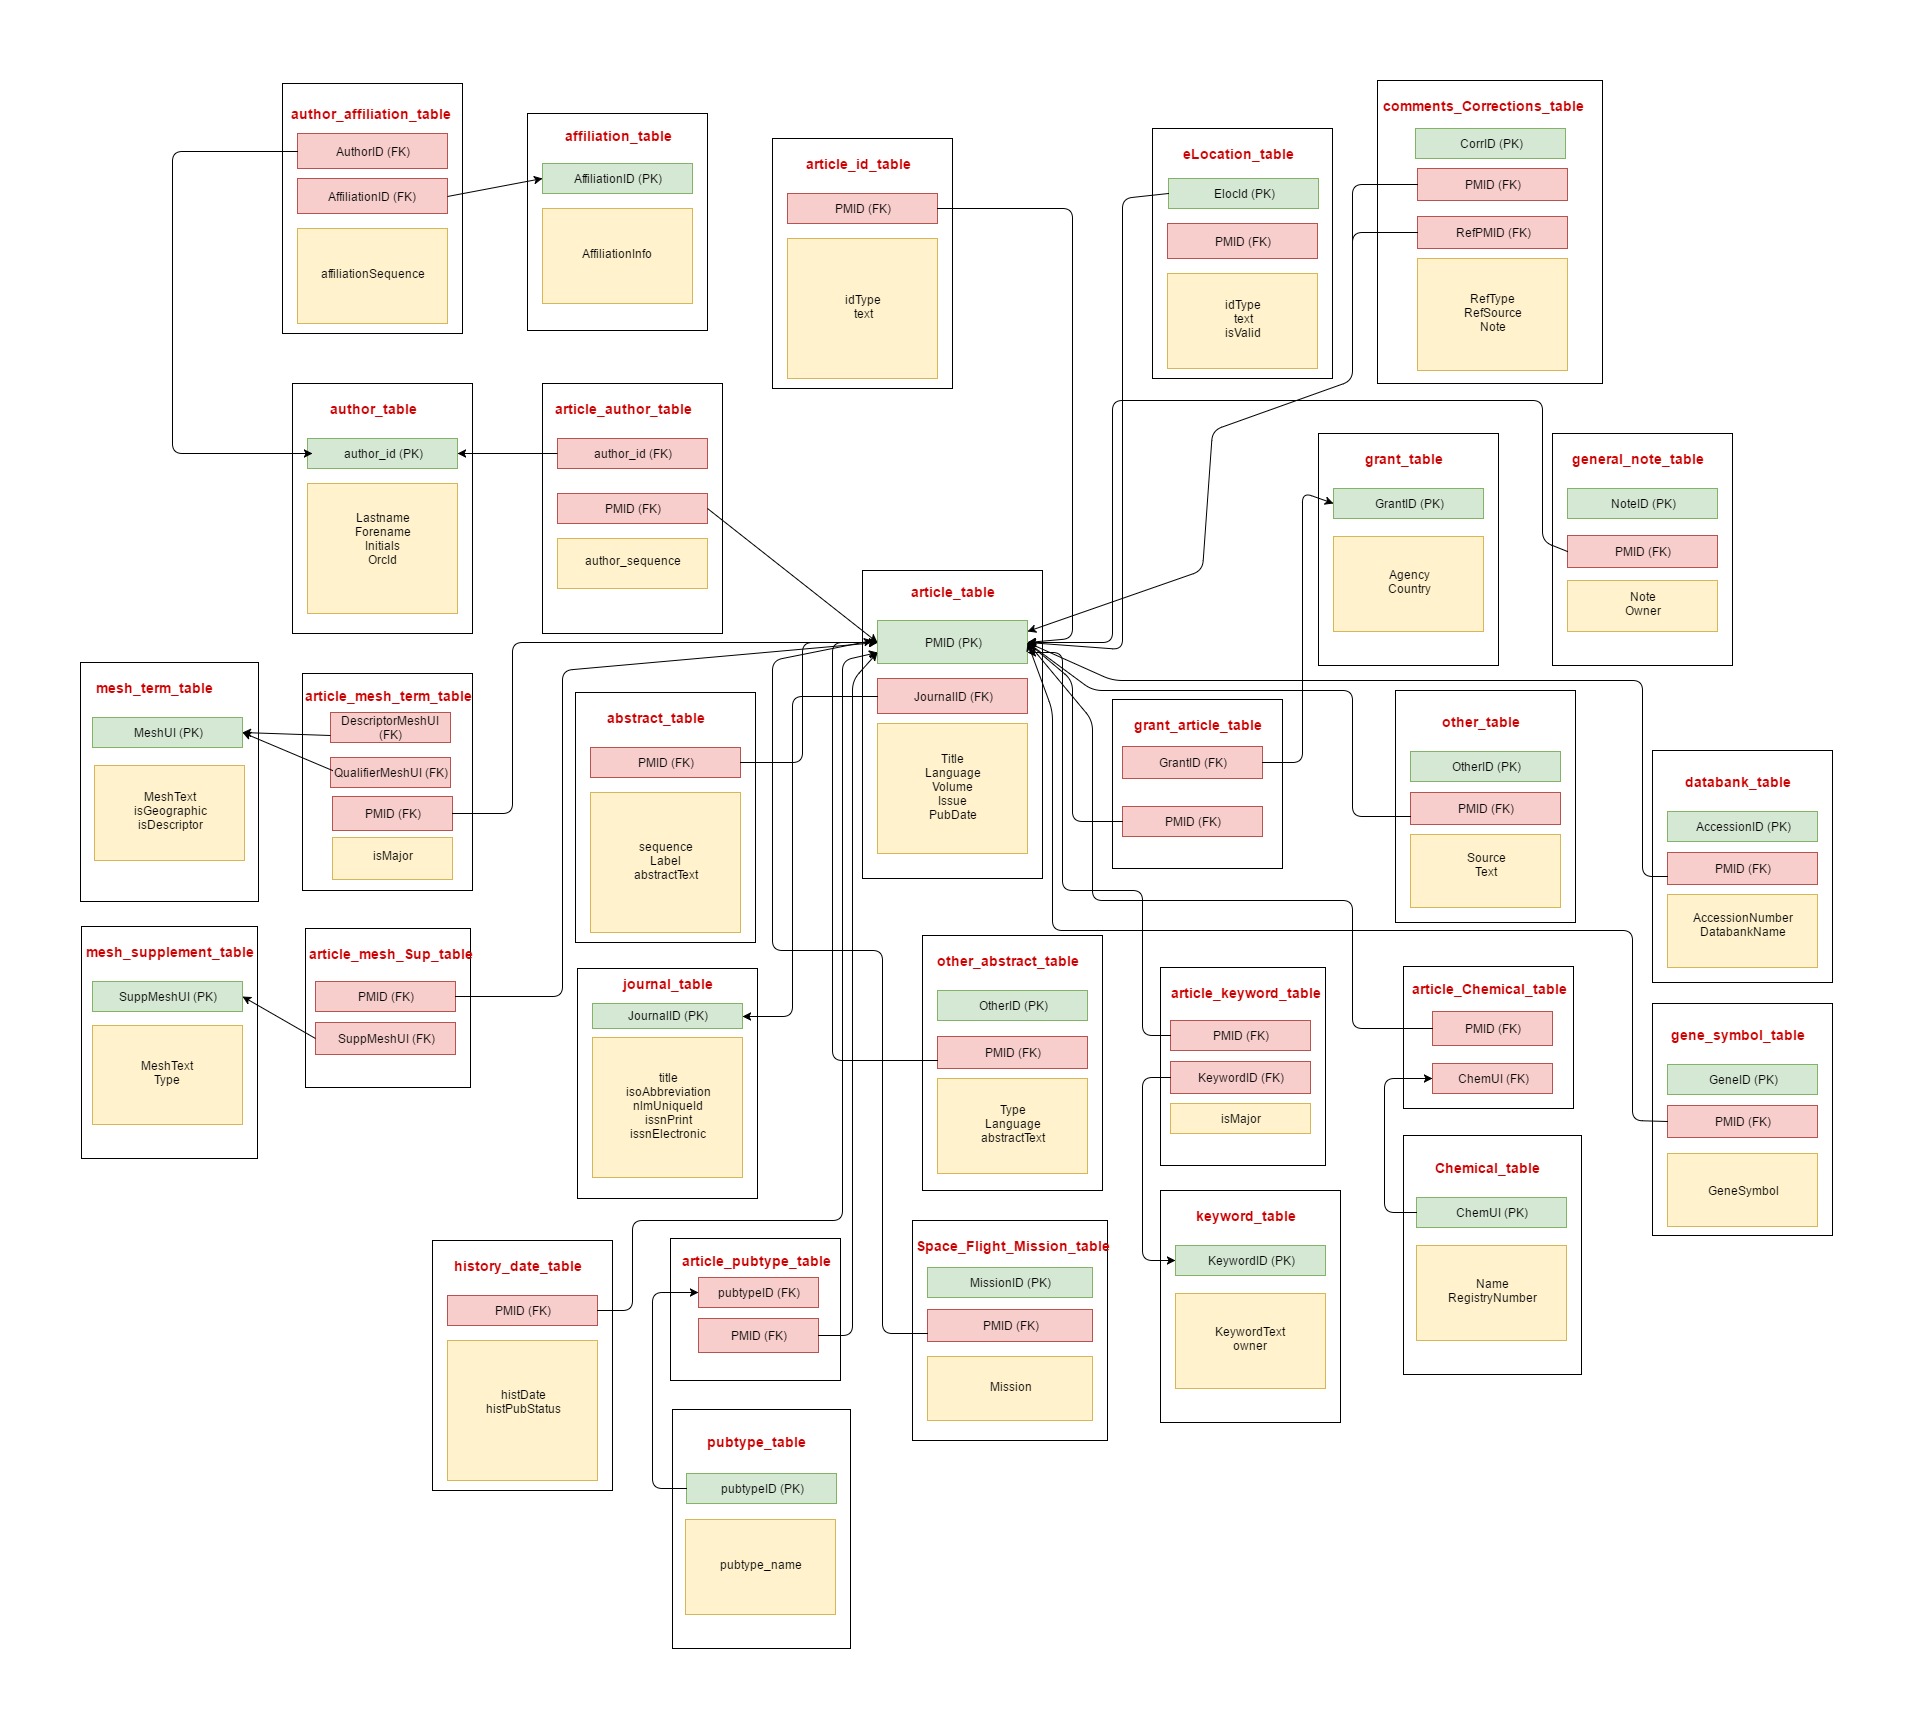 author_affiliation_table
AuthorID (FK)
AffiliationID (FK)
affiliationSequence
affiliation_table
AffiliationID (PK)
AffiliationInfo
article_id_table
PMID (FK)
idType
text
eLocation_table
ElocId (PK)
PMID (FK)
idType
text
isValid
comments_Corrections_table
CorrID (PK)
PMID (FK)
RefPMID (FK)
RefType
RefSource
Note
author_table
author_id (PK)
Lastname
Forename
Initials
OrcId
article_author_table
author_id (FK)
PMID (FK)
author_sequence
article_table
PMID (PK)
JournalID (FK)
Title
Language
Volume
Issue
PubDate
grant_table
GrantID (PK)
Agency
Country
general_note_table
NoteID (PK)
PMID (FK)
Note
Owner
mesh_term_table
MeshUI (PK)
MeshText
isGeographic
isDescriptor
article_mesh_term_table
DescriptorMeshUI
(FK)
QualifierMeshUI (FK)
PMID (FK)
isMajor
abstract_table
PMID (FK)
sequence
Label
abstractText
grant_article_table
GrantID (FK)
PMID (FK)
other_table
OtherID (PK)
PMID (FK)
Source
Text
databank_table
AccessionID (PK)
PMID (FK)
AccessionNumber
DatabankName
mesh_supplement_table
SuppMeshUI (PK)
MeshText
Type
article_mesh_Sup_table
PMID (FK)
SuppMeshUI (FK)
journal_table
JournalID (PK)
title
isoAbbreviation
nlmUniqueId
issnPrint
issnElectronic
other_abstract_table
OtherID (PK)
PMID (FK)
Type
Language
abstractText
article_keyword_table
PMID (FK)
KeywordID (FK)
isMajor
article_Chemical_table
PMID (FK)
ChemUI (FK)
gene_symbol_table
GeneID (PK)
PMID (FK)
GeneSymbol
history_date_table
PMID (FK)
histDate
histPubStatus
article_pubtype_table
pubtypeID (FK)
PMID (FK)
Space_Flight_Mission_table
MissionID (PK)
PMID (FK)
Mission
keyword_table
KeywordID (PK)
KeywordText
owner
Chemical_table
ChemUI (PK)
Name
RegistryNumber
pubtype_table
pubtypeID (PK)
pubtype_name